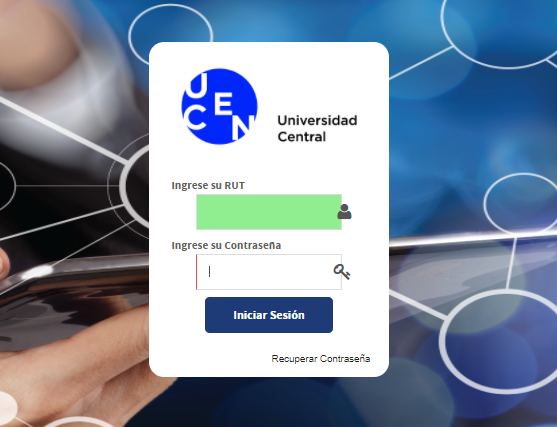 UCEN
Universidad
Central
Ingrese su RUT
Ingrese su Contraseña
Iniciar Sesión
Recuperar Contraseña